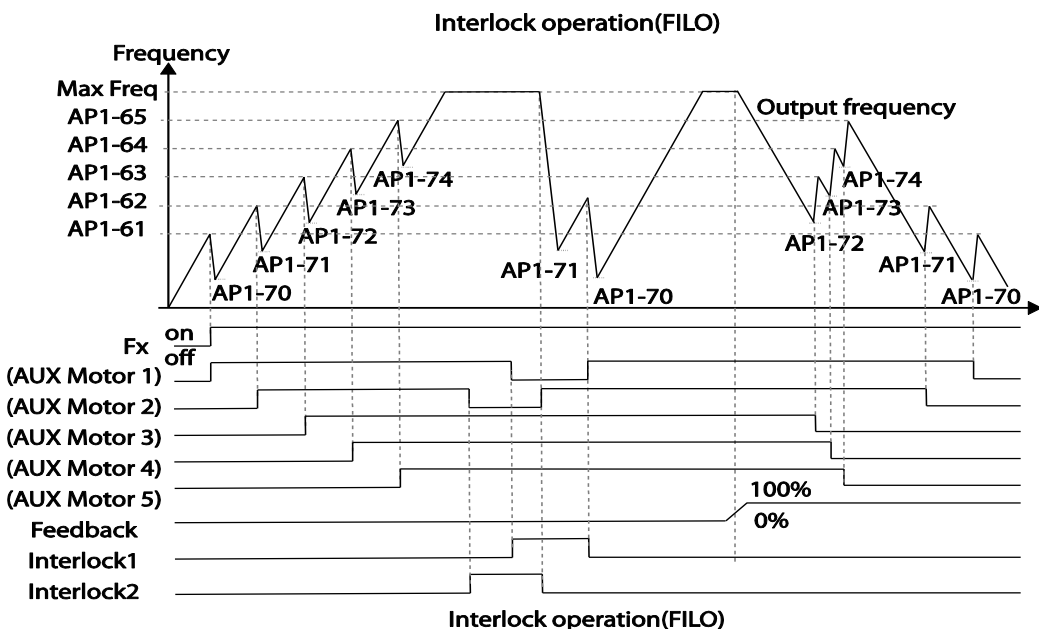 Interlock operation(FILO)
Frequency
Max Freq
AP1-65
Output frequency
AP1-64
AP1-63
AP1-74
AP1-74
AP1-62
AP1-73
AP1-73
AP1-61
AP1-72
AP1-72
AP1-71
AP1-71
AP1-71
AP1-70
AP1-70
AP1-70
on
Fx
off
(AUX Motor 1)
(AUX Motor 2)
(AUX Motor 3)
(AUX Motor 4)
(AUX Motor 5)
100%
Feedback
0%
Interlock1
Interlock2
Interlock operation(FILO)